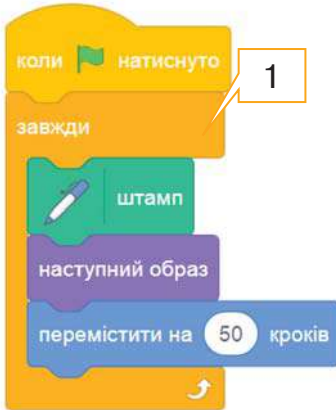 коли натиснуто
1
завжди
штамп
наступний образ
перемістити на 50 кроків